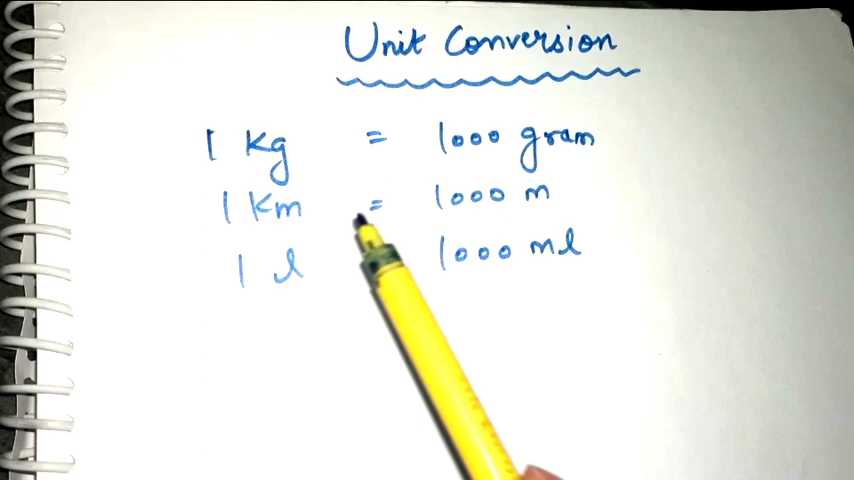 Unit Conversion
1 Kg = 1000 gram
1 Km = 1000 m
1 l 1000 ml